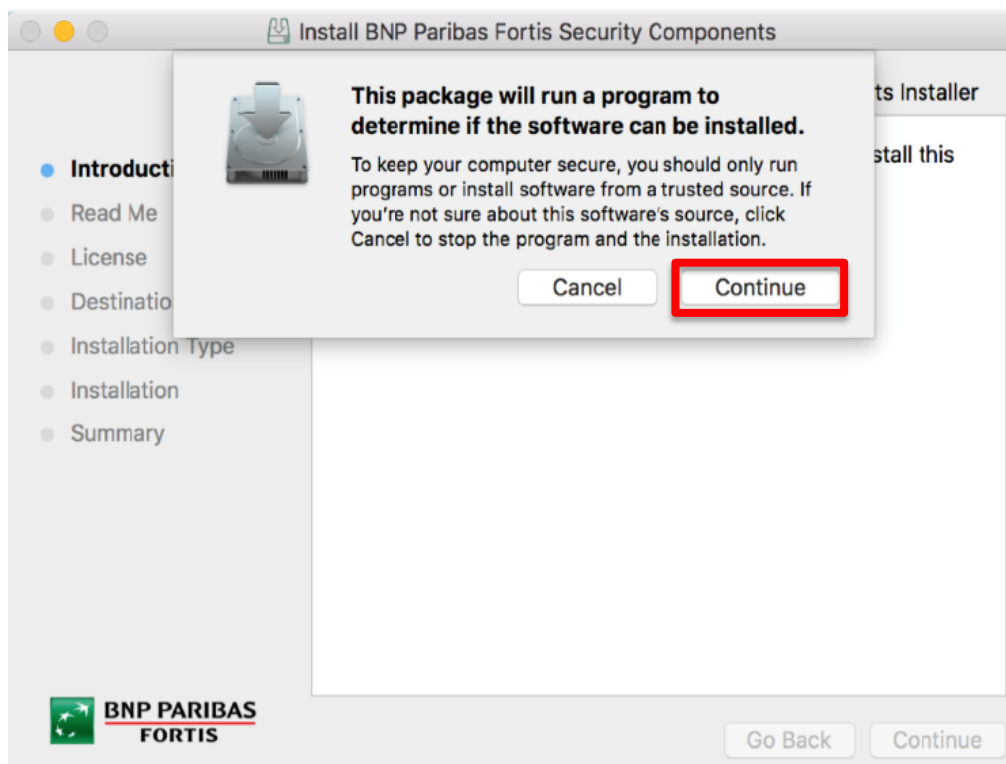 Install BNP Paribas Fortis Security Components
ts Installer
This package will run a program to
determine if the software can be installed.
To keep your computer secure, you should only run
programs or install software from a trusted source. If
you're not sure about this software's source, click
Cancel to stop the program and the installation.
Cancel
Continue
stall this
Introducti
Read Me
License
Destinatio
Installation Type
Installation
Summary
BNP PARIBAS
FORTIS
Go Back
Continue